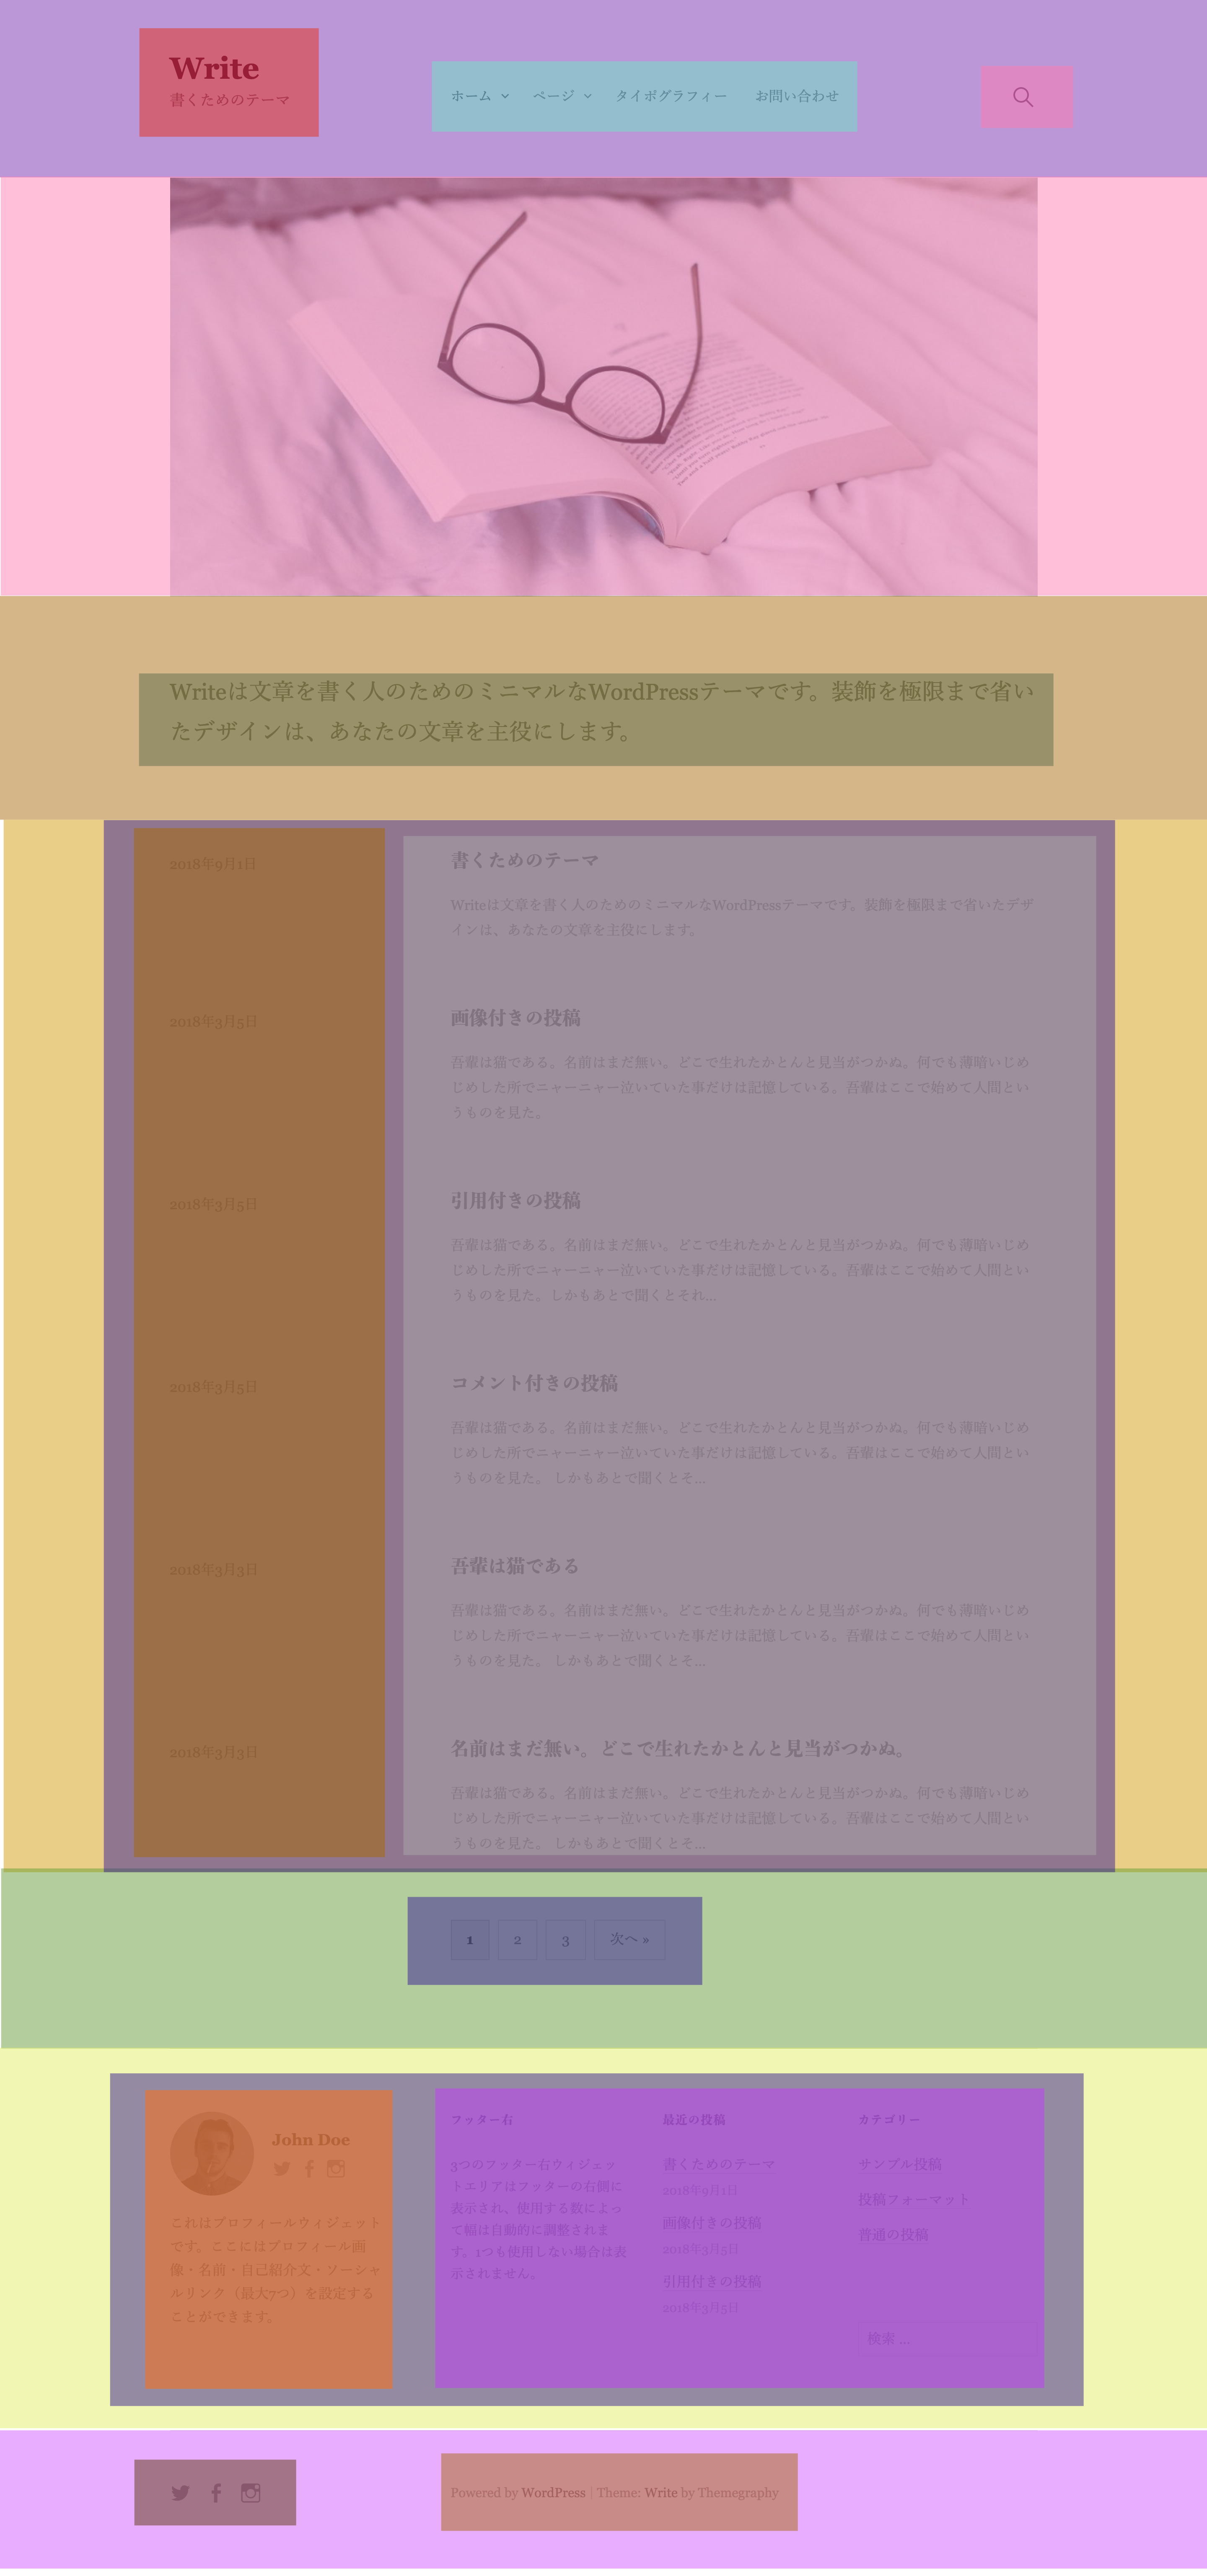 Write
書くためのテーマ
ホーム ページ タイポグラフィー お問い合わせ
Writeは文章を書く人のためのミニマルなWordPressテーマです。装飾を極限まで省い
たデザインは、あなたの文章を主役にします。
2018年9月1日
書くためのテーマ
Writeは文章を書く人のためのミニマルなWordPressテーマです。装飾を極限まで省いたデザ
インは、あなたの文章を主役にします。
2018年3月5日
画像付きの投稿
吾輩は猫である。名前はまだ無い。どこで生れたかとんと見当がつかぬ。何でも薄暗いじめ
じめした所でニャーニャー泣いていた事だけは記憶している。吾輩はここで始めて人間とい
うものを見た。
2018年3月5日
引用付きの投稿
吾輩は猫である。名前はまだ無い。どこで生れたかとんと見当がつかぬ。何でも薄暗いじめ
じめした所でニャーニャー泣いていた事だけは記憶している。吾輩はここで始めて人間とい
うものを見た。しかもあとで聞くとそれ...
2018年3月5日
コメント付きの投稿
吾輩は猫である。名前はまだ無い。どこで生れたかとんと見当がつかぬ。何でも薄暗いじめ
じめした所でニャーニャー泣いていた事だけは記憶している。吾輩はここで始めて人間とい
うものを見た。 しかもあとで聞くとそ...
2018年3月3日
吾輩は猫である
吾輩は猫である。名前はまだ無い。どこで生れたかとんと見当がつかぬ。何でも薄暗いじめ
じめした所でニャーニャー泣いていた事だけは記憶している。吾輩はここで始めて人間とい
うものを見た。 しかもあとで聞くとそ...
2018年3月3日
名前はまだ無い。どこで生れたかとんと見当がつかぬ。
吾輩は猫である。名前はまだ無い。どこで生れたかとんと見当がつかぬ。何でも薄暗いじめ
じめした所でニャーニャー泣いていた事だけは記憶している。吾輩はここで始めて人間とい
うものを見た。 しかもあとで聞くとそ...
1 2 3 次へ »
John Doe
これはプロフィールウィジェット
です。ここにはプロフィール画
像・名前・自己紹介文・ソーシャ
ルリンク（最大7つ）を設定する
ことができます。
フッター右
3つのフッター右ウィジェッ
トエリアはフッターの右側に
表示され、使用する数によっ
て幅は自動的に調整されま
す。1つも使用しない場合は表
示されません。
最近の投稿
書くためのテーマ
2018年9月1日
画像付きの投稿
2018年3月5日
引用付きの投稿
2018年3月5日
カテゴリー
サンプル投稿
投稿フォーマット
普通の投稿
検索 ...
Powered by WordPress | Theme: Write by Themegraphy